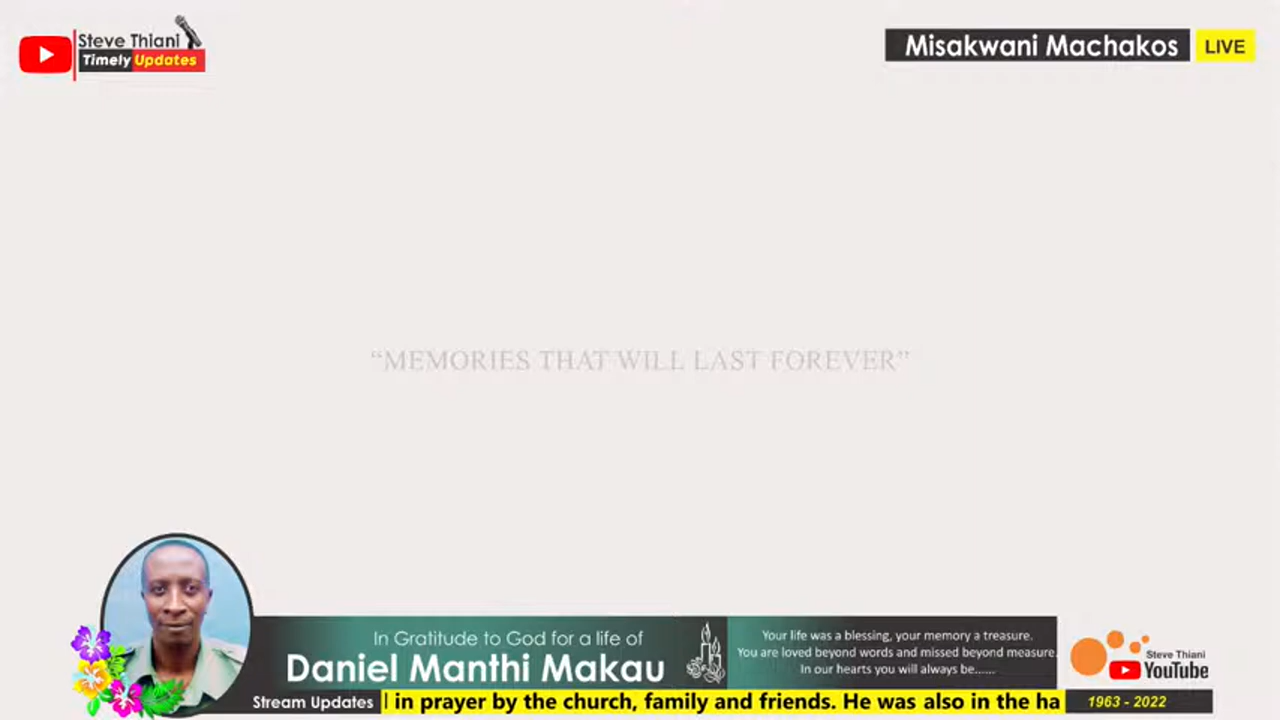 Steve Thiani
Timely Updates
Misakwani Machakos
LIVE
“MEMORIES THAT WILL LAST FOREVER”
In Gratitude to God for a life of
Daniel Manthi Makau
Your life was a blessing, your memory a treasure.
You are loved beyond words and missed beyond measure.
In our hearts you will always be......
Steve Thiani
YouTube
Stream Updates
in prayer by the church, family and friends. He was also in the ha
1963 - 2022